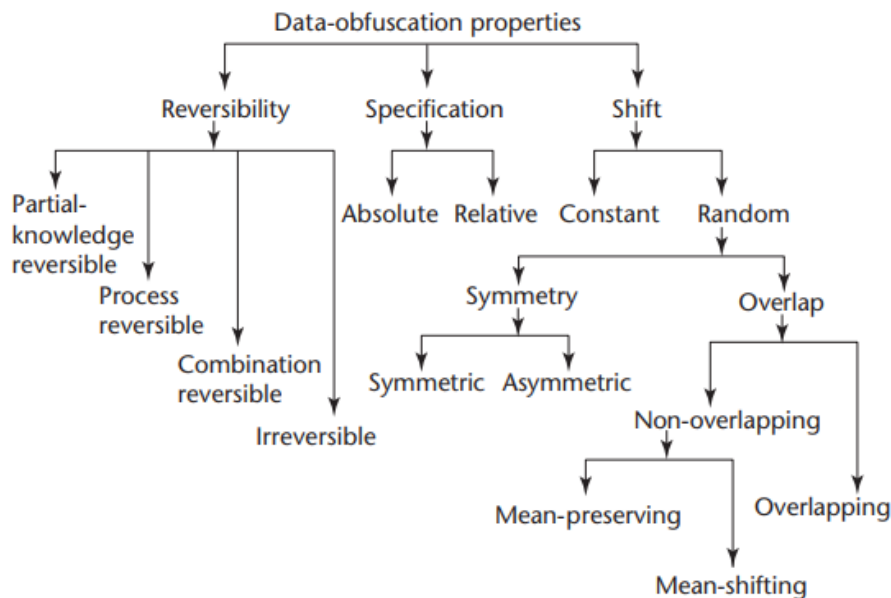 Data-obfuscation properties
Reversibility
Specification
Shift
Partial-
knowledge
reversible
Process
reversible
Combination
reversible
Irreversible
Absolute
Relative
Constant
Random
Symmetry
Overlap
Symmetric
Asymmetric
Non-overlapping
Overlapping
Mean-preserving
Mean-shifting